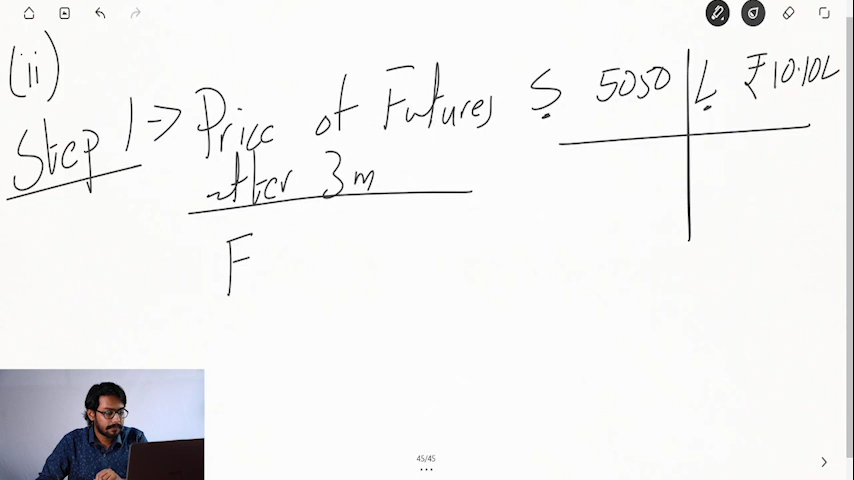 (ii)
Step 1 → Price of Futures
after 3m
F
S 5050 L ₹10.10L
45/45